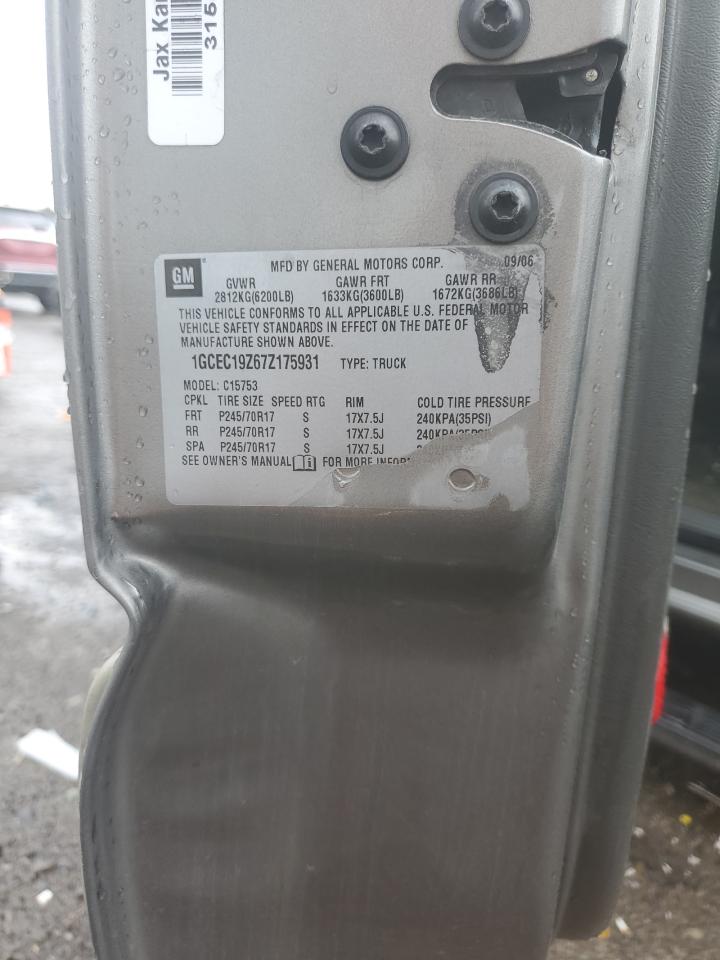 Jax Kar
315
GM
MFD BY GENERAL MOTORS CORP. 09/06
GVWR GAWR FRT GAWR RR
2812KG(6200LB) 1633KG(3600LB) 1672KG(3686LB)
THIS VEHICLE CONFORMS TO ALL APPLICABLE U.S. FEDERAL MOTOR
VEHICLE SAFETY STANDARDS IN EFFECT ON THE DATE OF
MANUFACTURE SHOWN ABOVE.
1GCEC19Z67Z175931 TYPE: TRUCK
MODEL: C15753
CPKL TIRE SIZE SPEED RTG RIM COLD TIRE PRESSURE
FRT P245/70R17 S 17X7.5J 240KPA(35PSI)
RR P245/70R17 S 17X7.5J 240KPA(35PSI)
SPA P245/70R17 S 17X7.5J
SEE OWNER'S MANUAL FOR MORE INFOR